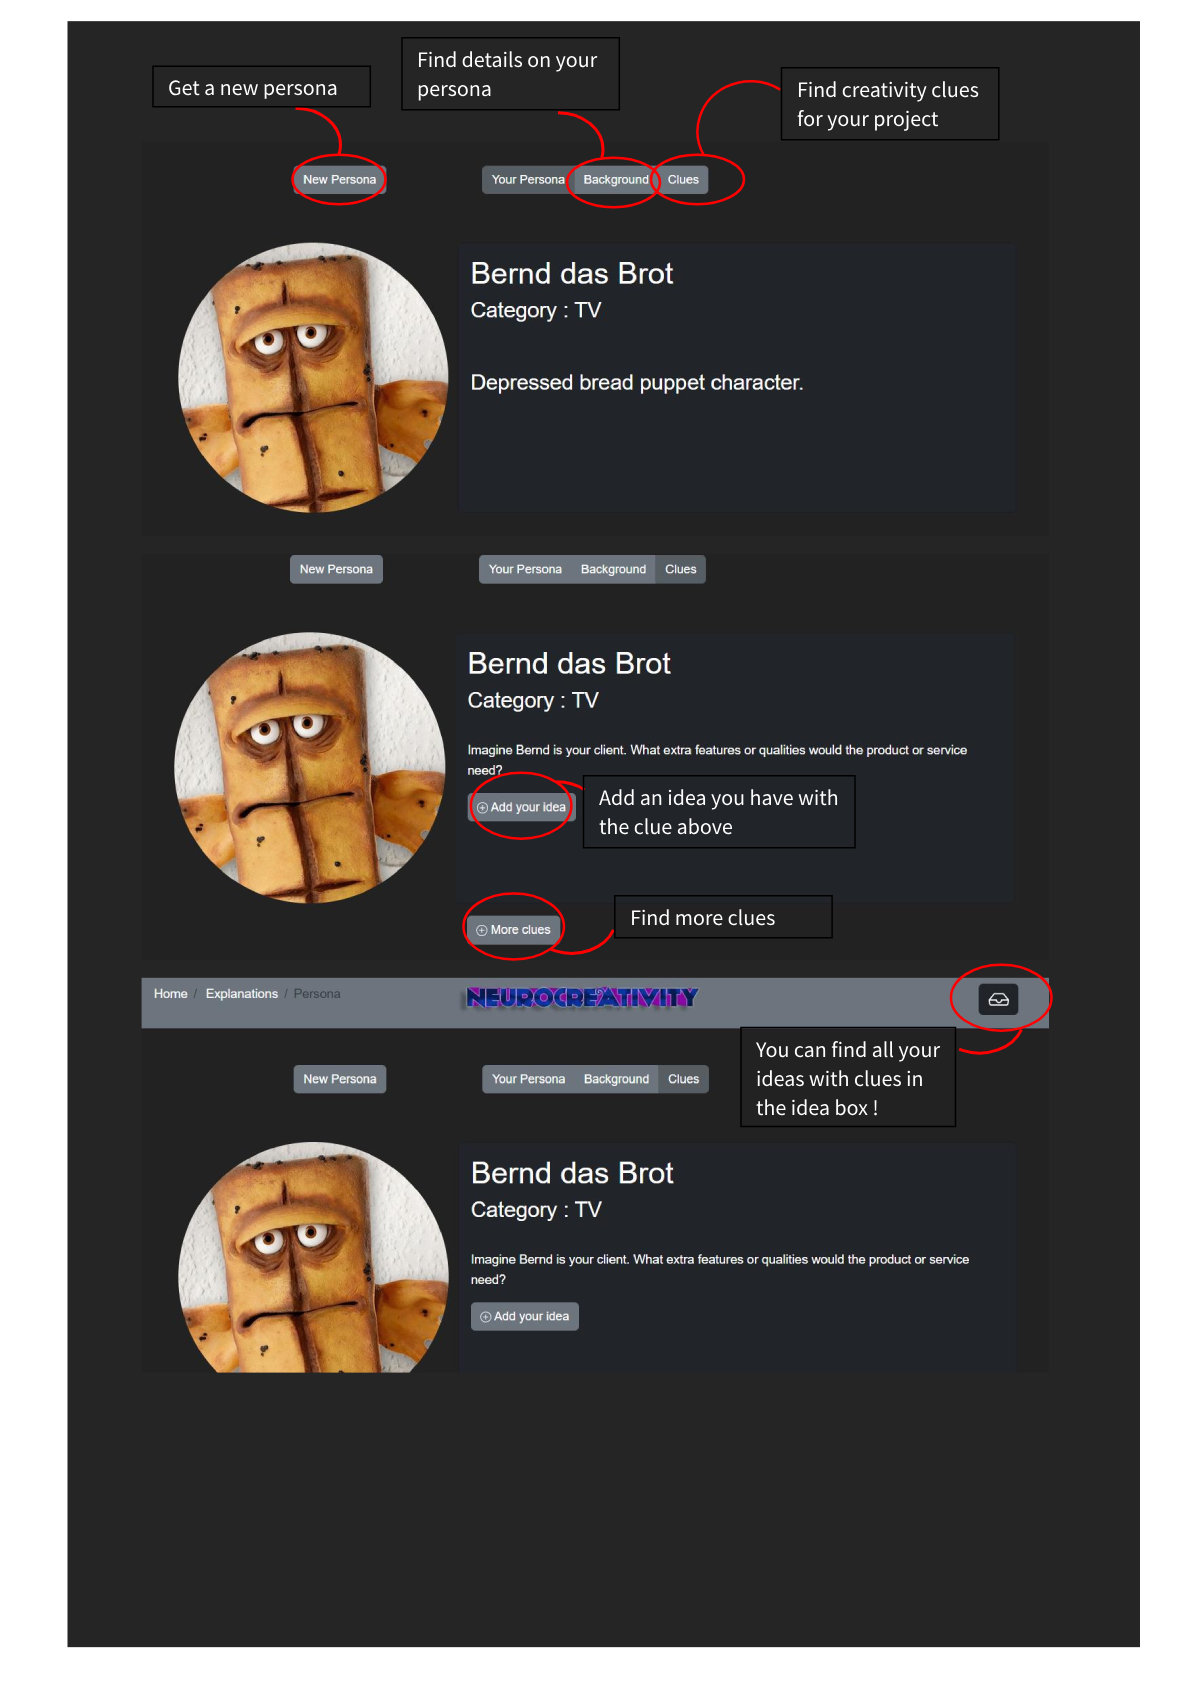 Get a new persona
Find details on your
persona
Find creativity clues
for your project
New Persona
Your Persona
Background
Clues
Bernd das Brot
Category : TV
Depressed bread puppet character.
New Persona
Your Persona
Background
Clues
Bernd das Brot
Category : TV
Imagine Bernd is your client. What extra features or qualities would the product or service
need?
Add your idea
Add an idea you have with
the clue above
More clues
Find more clues
Home / Explanations / Persona
NEUROCREATIVITY
You can find all your
ideas with clues in
the idea box !
New Persona
Your Persona
Background
Clues
Bernd das Brot
Category : TV
Imagine Bernd is your client. What extra features or qualities would the product or service
need?
Add your idea